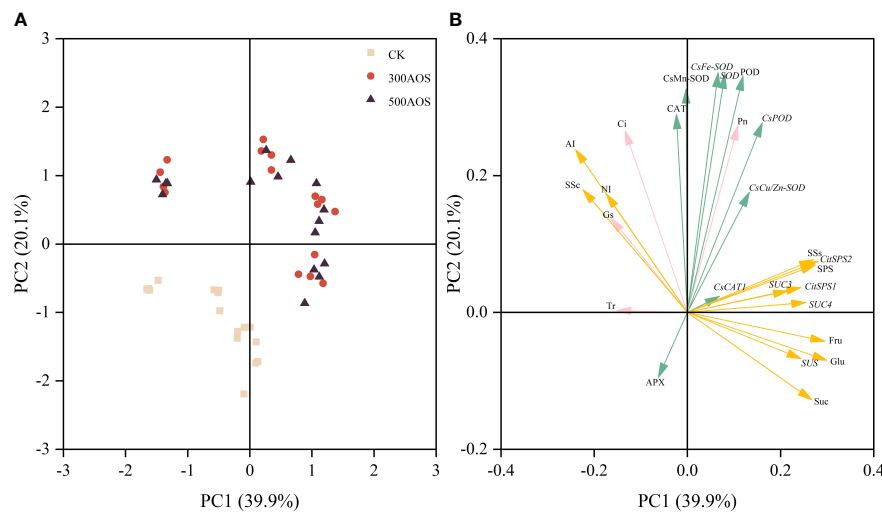 A
3
2
1
0
-1
-2
-3
-3
-2
-1
0
1
2
3
PC2 (20.1%)
PC1 (39.9%)
CK
300AOS
500AOS
B
0.4
0.2
0.0
-0.2
-0.4
-0.2
0.0
0.2
0.4
PC2 (20.1%)
PC1 (39.9%)
CsFe-SOD
SOD
POD
CsMn-SOD
CAT
Pn
CsPOD
Ci
AI
SSc
NI
Gs
CsCu/Zn-SOD
SSs
CitSPS2
SPS
SUC3
CitSPS1
CsCAT1
SUC4
Tr
Fru
SUS
Glu
APX
Suc